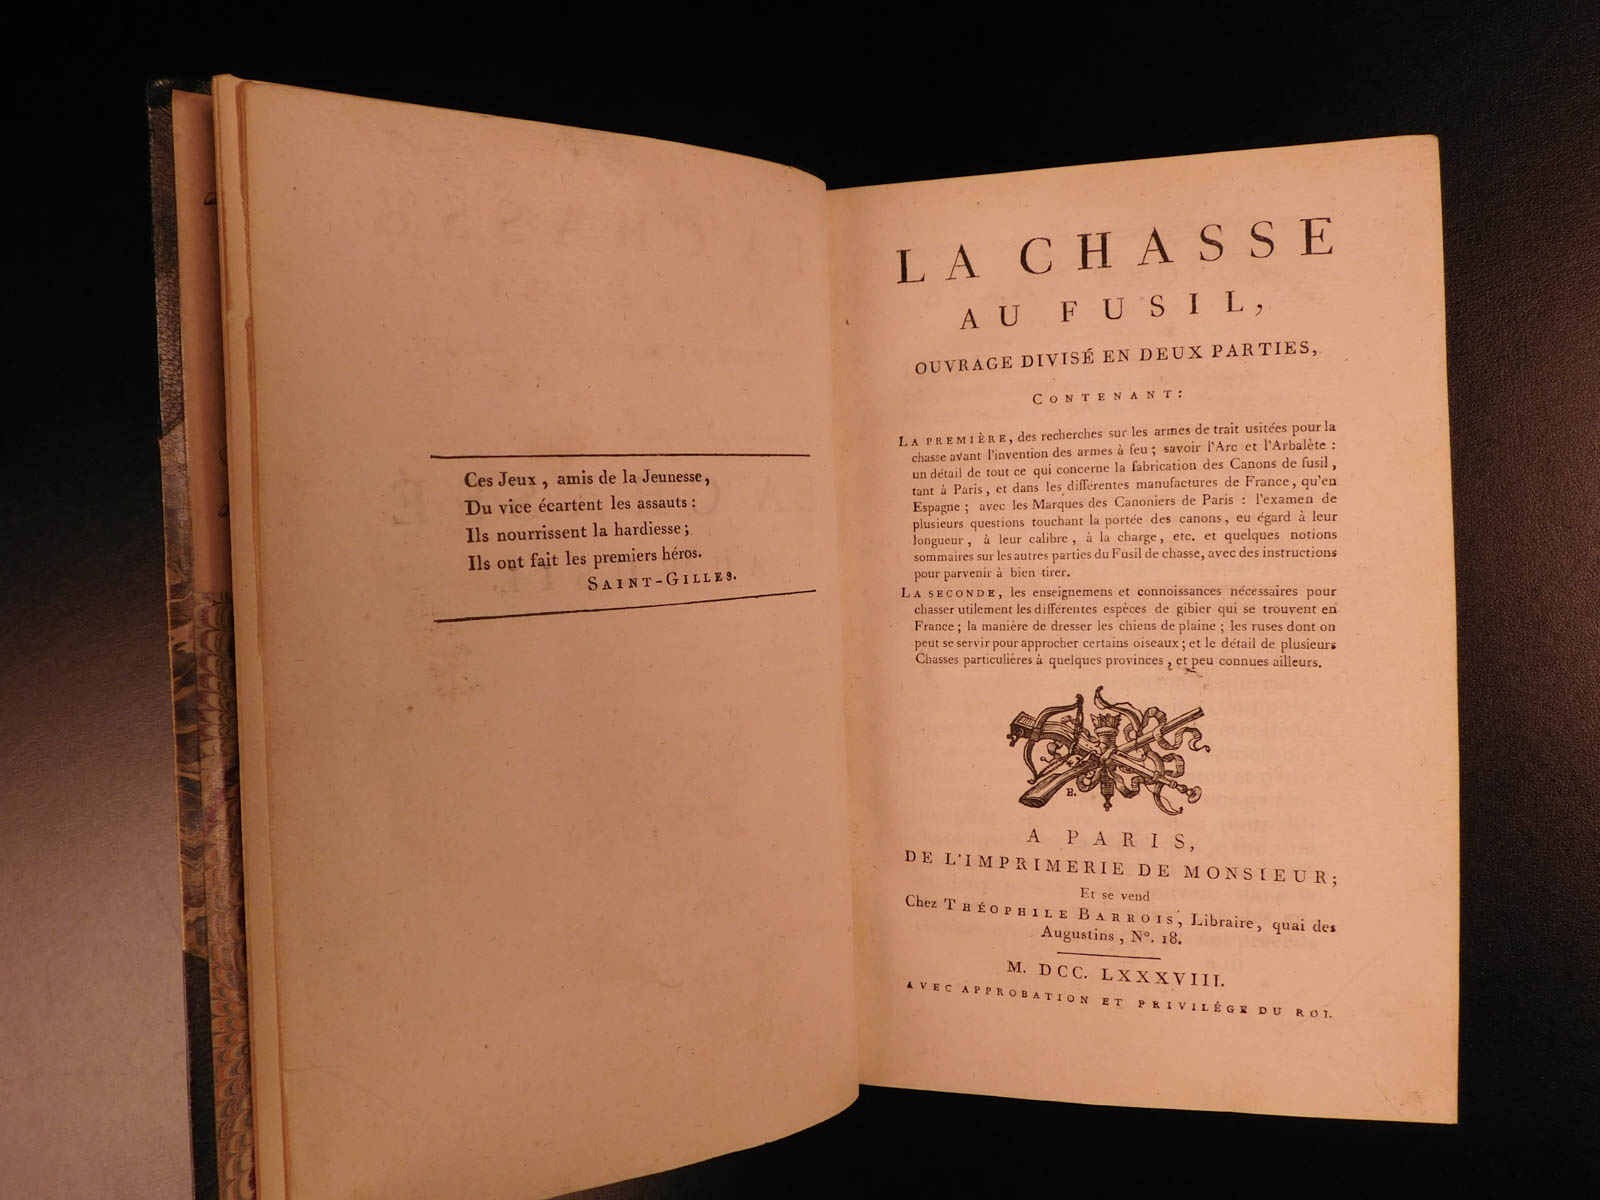 Ces Jeux, amis de la Jeunesse,
Du vice écartent les assauts :
Ils nourrissent la hardiesse ;
Ils ont fait les premiers héros.
SAINT-GILLES.
LA CHASSE
AU FUSIL,
OUVRAGE DIVISÉ EN DEUX PARTIES,
CONTENANT :
LA PREMIÈRE, des recherches sur les armes de trait usitées pour la
chasse avant l'invention des armes à feu ; savoir l'Arc et l'Arbalète :
un détail de tout ce qui concerne la fabrication des Canons de fusil,
tant à Paris, et dans les différentes manufactures de France, qu'en
Espagne ; avec les Marques des Canoniers de Paris : l'examen de
plusieurs questions touchant la portée des canons, eu égard à leur
longueur, à leur calibre, à la charge, etc. et quelques notions
sommaires sur les autres parties du Fusil de chasse, avec des instructions
pour parvenir à bien tirer.
LA SECONDE, les enseignemens et connoissances nécessaires pour
chasser utilement les différentes espèces de gibier qui se trouvent en
France ; la manière de dresser les chiens de plaine ; les ruses dont on
peut se servir pour approcher certains oiseaux ; et le détail de plusieurs
Chasses particulières à quelques provinces, et peu connues ailleurs.
E.
A PARIS,
DE L'IMPRIMERIE DE MONSIEUR ;
Et se vend
Chez THÉOPHILE BARROIS, Libraire, quai des
Augustins, N°. 18.
M. DCC. LXXXVIII.
AVEC APPROBATION ET PRIVILÉGE DU ROI.